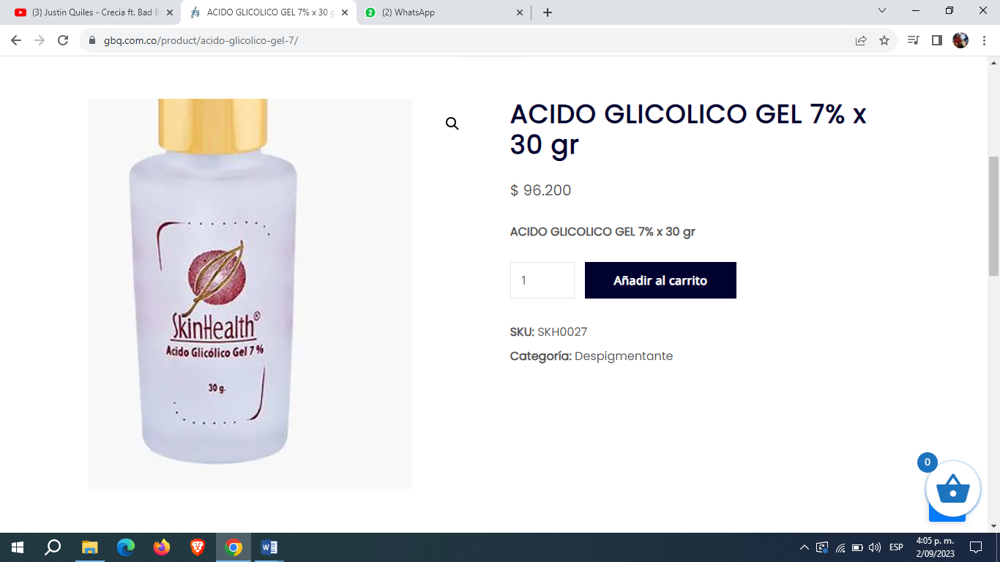 (3) Justin Quiles - Crecia ft. Bad B
ACIDO GLICOLICO GEL 7% x 30 g
(2) WhatsApp
gbq.com.co/product/acido-glicolico-gel-7/
ACIDO GLICOLICO GEL 7% x
30 gr
$ 96.200
ACIDO GLICOLICO GEL 7% x 30 gr
1
Añadir al carrito
SKU: SKH0027
Categoría: Despigmentante
SkinHealth®
Acido Glicólico Gel 7 %
30 g.
0
ESP
4:05 p. m.
2/09/2023